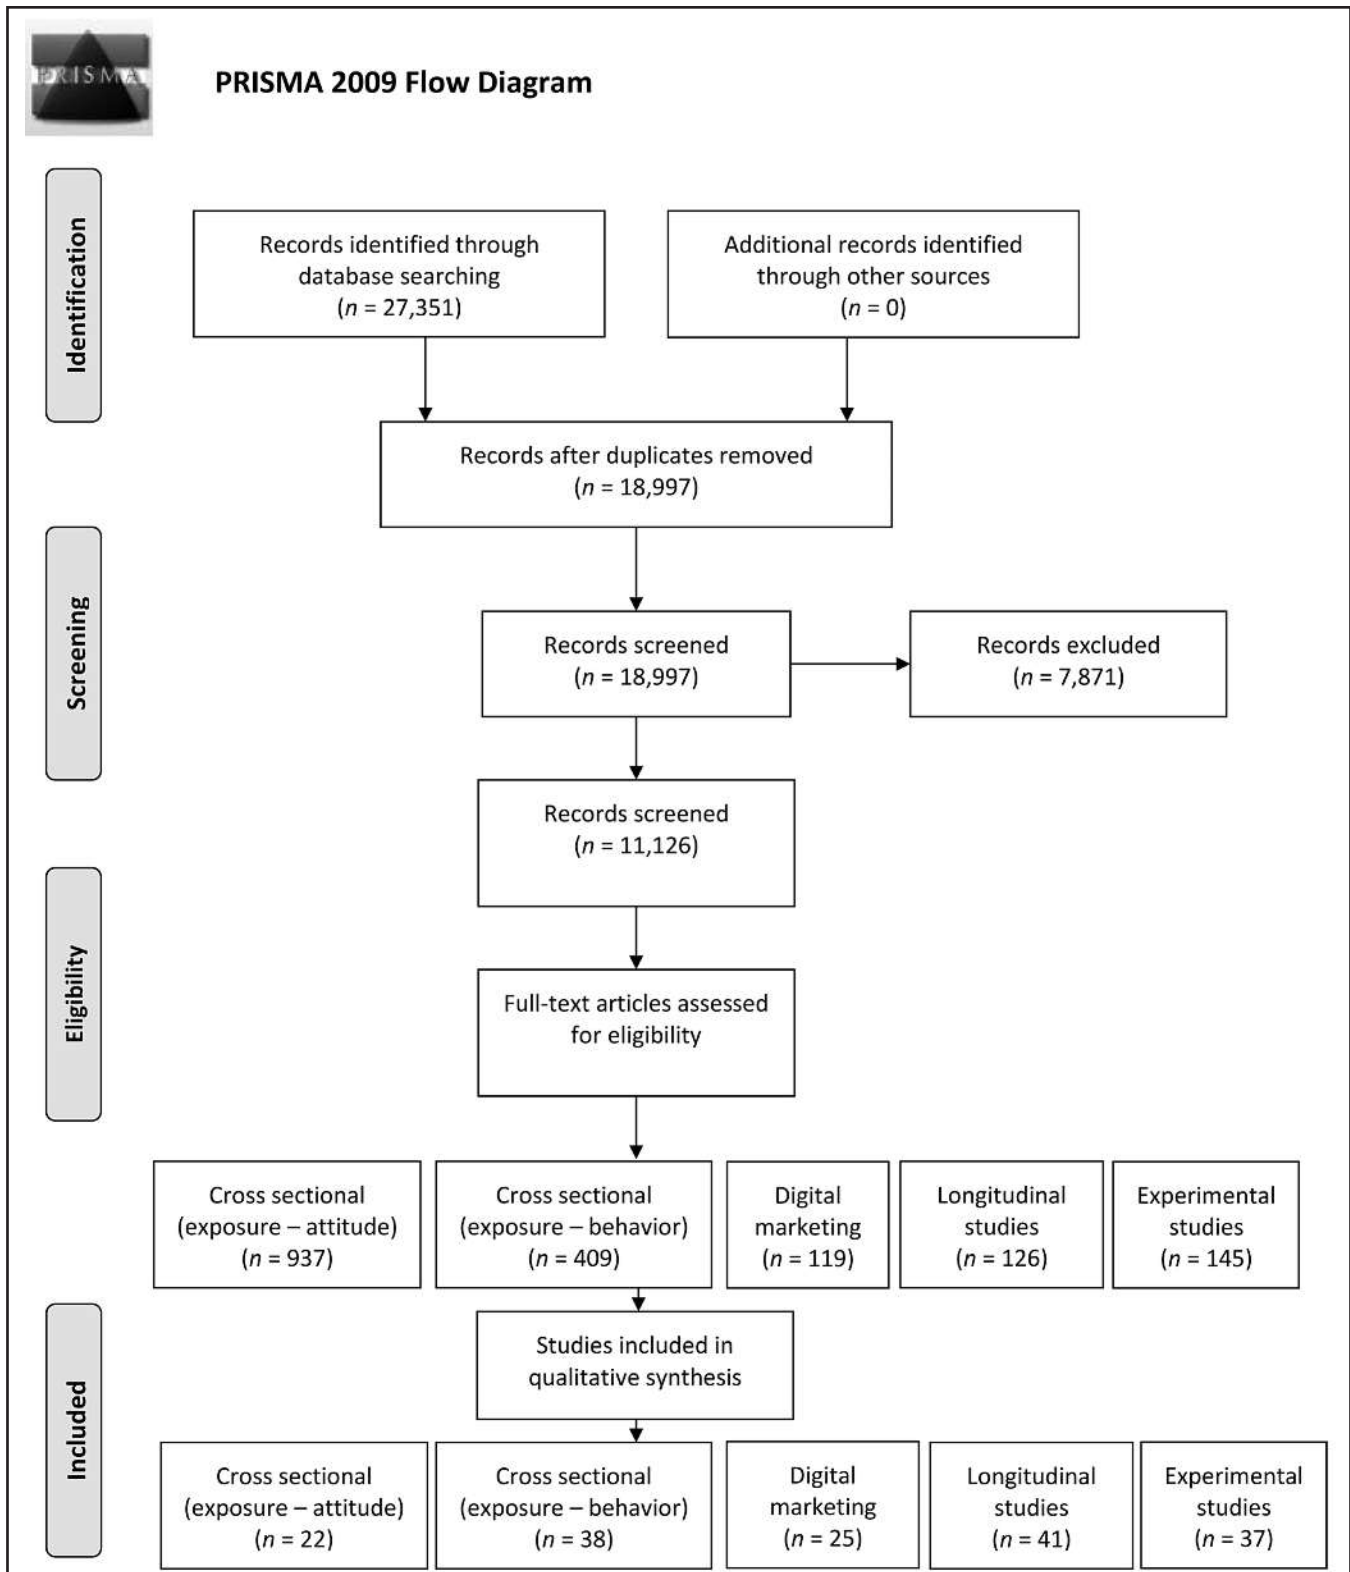 PRISMA
PRISMA 2009 Flow Diagram
Identification
Records identified through
database searching
(n = 27,351)
Additional records identified
through other sources
(n = 0)
Records after duplicates removed
(n = 18,997)
Screening
Records screened
(n = 18,997)
Records excluded
(n = 7,871)
Records screened
(n = 11,126)
Eligibility
Full-text articles assessed
for eligibility
Cross sectional
(exposure – attitude)
(n = 937)
Cross sectional
(exposure – behavior)
(n = 409)
Digital
marketing
(n = 119)
Longitudinal
studies
(n = 126)
Experimental
studies
(n = 145)
Included
Studies included in
qualitative synthesis
Cross sectional
(exposure – attitude)
(n = 22)
Cross sectional
(exposure – behavior)
(n = 38)
Digital
marketing
(n = 25)
Longitudinal
studies
(n = 41)
Experimental
studies
(n = 37)